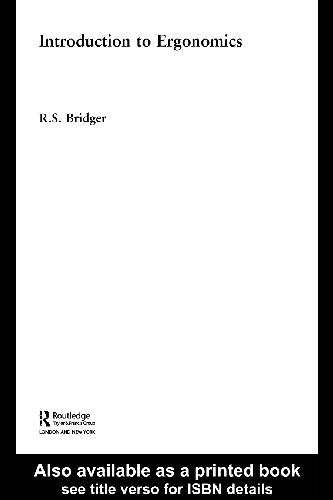 Introduction to Ergonomics
R.S. Bridger
Routledge
Taylor & Francis Group
LONDON AND NEW YORK
Also available as a printed book
see title verso for ISBN details